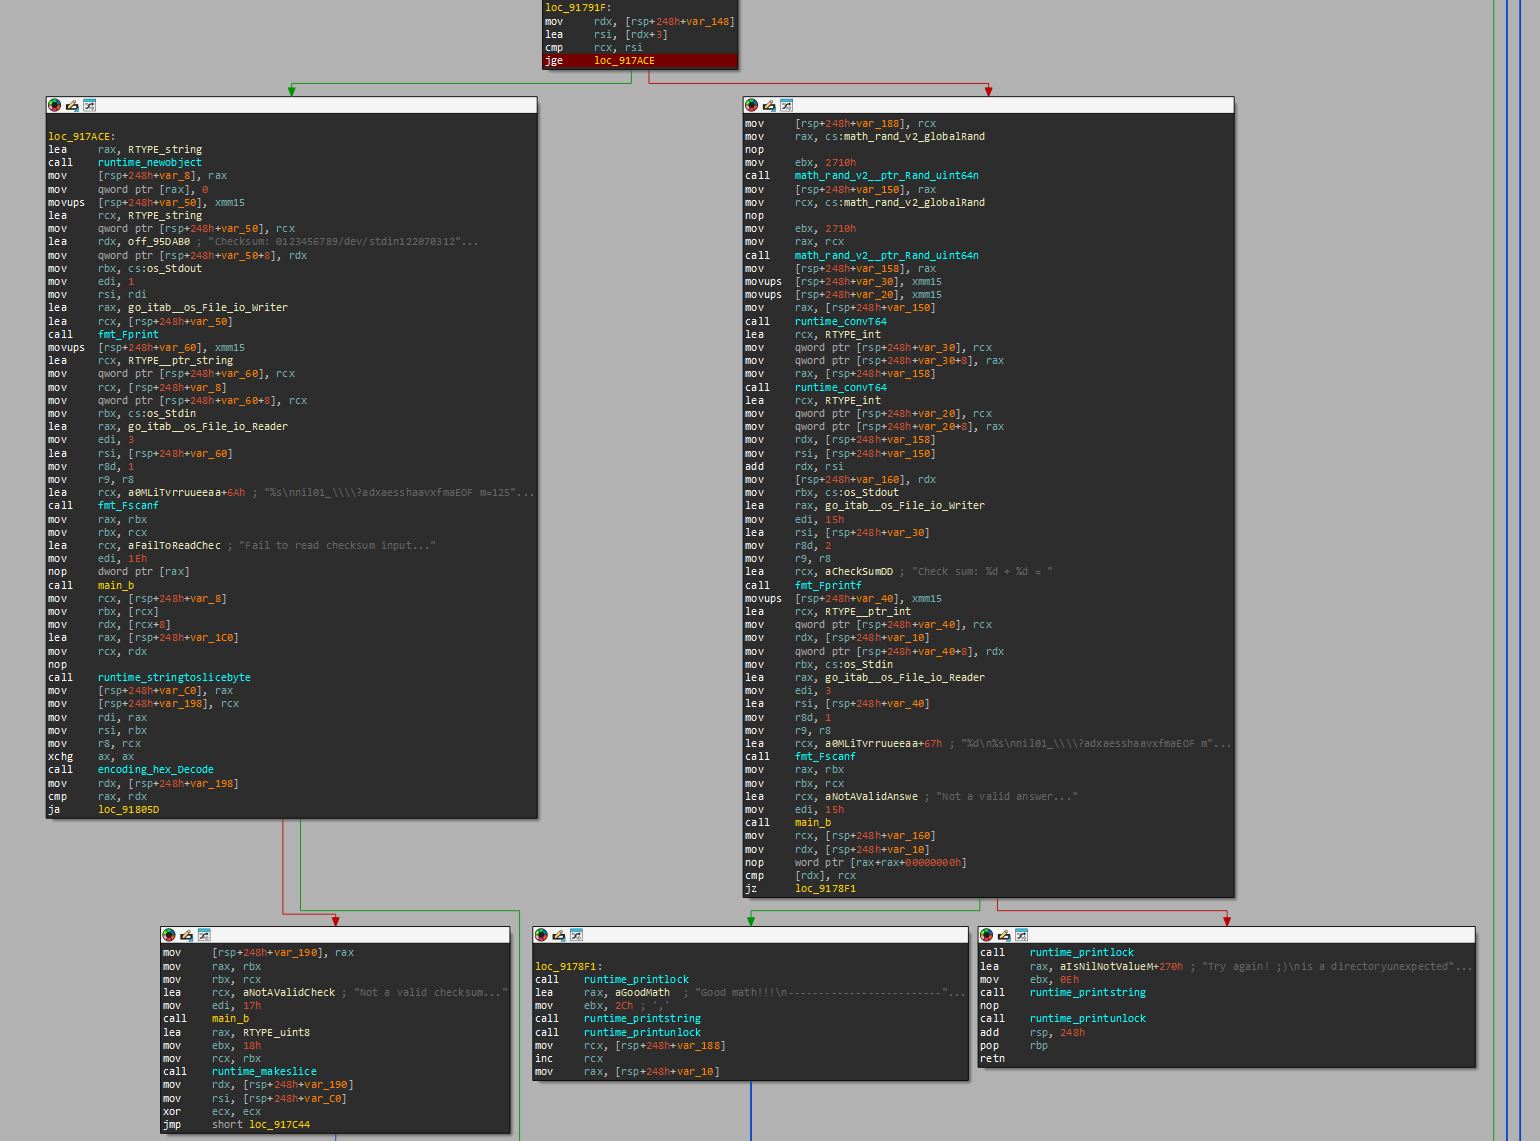 loc_91791F:
mov rdx, [rsp+248h+var_148]
lea rsi, [rdx+3]
cmp rcx, rsi
jge loc_917ACE
loc_917ACE:
lea rax, RTYPE_string
call runtime_newobject
mov [rsp+248h+var_8], rax
mov qword ptr [rax], 0
movups [rsp+248h+var_50], xmm15
lea rcx, RTYPE_string
mov qword ptr [rsp+248h+var_50], rcx
lea rdx, off_95DAB0 ; "Checksum: 0123456789/dev/stdin122070312"...
mov qword ptr [rsp+248h+var_50+8], rdx
mov rbx, cs:os_Stdout
mov edi, 1
mov rsi, rdi
lea rax, go_itab__os_File_io_Writer
lea rcx, [rsp+248h+var_50]
call fmt_Fprint
movups [rsp+248h+var_60], xmm15
lea rcx, RTYPE__ptr_string
mov qword ptr [rsp+248h+var_60], rcx
mov rcx, [rsp+248h+var_8]
mov qword ptr [rsp+248h+var_60+8], rcx
mov rbx, cs:os_Stdin
lea rax, go_itab__os_File_io_Reader
mov edi, 3
lea rsi, [rsp+248h+var_60]
mov r8d, 1
mov r9, r8
lea rcx, a0MLiTvrruueeaa+6Ah ; "%s\nnil01_\\\\?adxaesshaavxfmaEOF m=125"...
call fmt_Fscanf
mov rax, rbx
mov rbx, rcx
lea rcx, aFailToReadChec ; "Fail to read checksum input..."
mov edi, 1Eh
nop dword ptr [rax]
call main_b
mov rcx, [rsp+248h+var_8]
mov rbx, [rcx]
mov rdx, [rcx+8]
lea rax, [rsp+248h+var_1C0]
mov rcx, rdx
nop
call runtime_stringtoslicebyte
mov [rsp+248h+var_C0], rax
mov [rsp+248h+var_198], rcx
mov rdi, rax
mov rsi, rbx
mov r8, rcx
xchg ax, ax
call encoding_hex_Decode
mov rdx, [rsp+248h+var_198]
cmp rax, rdx
ja loc_91805D
mov [rsp+248h+var_188], rcx
mov rax, cs:math_rand_v2_globalRand
nop
mov ebx, 2710h
call math_rand_v2__ptr_Rand_uint64n
mov [rsp+248h+var_150], rax
mov rcx, cs:math_rand_v2_globalRand
nop
mov ebx, 2710h
mov rax, rcx
call math_rand_v2__ptr_Rand_uint64n
mov [rsp+248h+var_158], rax
movups [rsp+248h+var_30], xmm15
movups [rsp+248h+var_20], xmm15
mov rax, [rsp+248h+var_150]
call runtime_convT64
lea rcx, RTYPE_int
mov qword ptr [rsp+248h+var_30], rcx
mov qword ptr [rsp+248h+var_30+8], rax
mov rax, [rsp+248h+var_158]
call runtime_convT64
lea rcx, RTYPE_int
mov qword ptr [rsp+248h+var_20], rcx
mov qword ptr [rsp+248h+var_20+8], rax
mov rdx, [rsp+248h+var_158]
mov rsi, [rsp+248h+var_150]
add rdx, rsi
mov [rsp+248h+var_160], rdx
mov rbx, cs:os_Stdout
lea rax, go_itab__os_File_io_Writer
mov edi, 15h
lea rsi, [rsp+248h+var_30]
mov r8d, 2
mov r9, r8
lea rcx, aCheckSumDD ; "Check sum: %d + %d = "
call fmt_Fprintf
movups [rsp+248h+var_40], xmm15
lea rcx, RTYPE__ptr_int
mov qword ptr [rsp+248h+var_40], rcx
mov rdx, [rsp+248h+var_10]
mov qword ptr [rsp+248h+var_40+8], rdx
mov rbx, cs:os_Stdin
lea rax, go_itab__os_File_io_Reader
mov edi, 3
lea rsi, [rsp+248h+var_40]
mov r8d, 1
mov r9, r8
lea rcx, a0MLiTvrruueeaa+67h ; "%d\n%s\nnil01_\\\\?adxaesshaavxfmaEOF m"...
call fmt_Fscanf
mov rax, rbx
mov rbx, rcx
lea rcx, aNotAValidAnswe ; "Not a valid answer..."
mov edi, 15h
call main_b
mov rcx, [rsp+248h+var_160]
mov rdx, [rsp+248h+var_10]
nop word ptr [rax+rax+00000000h]
cmp [rdx], rcx
jz loc_9178F1
mov [rsp+248h+var_190], rax
mov rax, rbx
mov rbx, rcx
lea rcx, aNotAValidCheck ; "Not a valid checksum..."
mov edi, 17h
call main_b
lea rax, RTYPE_uint8
mov ebx, 18h
mov rcx, rbx
call runtime_makeslice
mov rdx, [rsp+248h+var_190]
mov rsi, [rsp+248h+var_C0]
xor ecx, ecx
jmp short loc_917C44
loc_9178F1:
call runtime_printlock
lea rax, aGoodMath ; "Good math!!!\n------------------------"...
mov ebx, 2Ch ; ','
call runtime_printstring
call runtime_printunlock
mov rcx, [rsp+248h+var_188]
inc rcx
mov rax, [rsp+248h+var_10]
call runtime_printlock
lea rax, aIsNilNotValueM+270h ; "Try again! ;)\nis a directoryunexpected"...
mov ebx, 0Eh
call runtime_printstring
nop
call runtime_printunlock
add rsp, 248h
pop rbp
retn